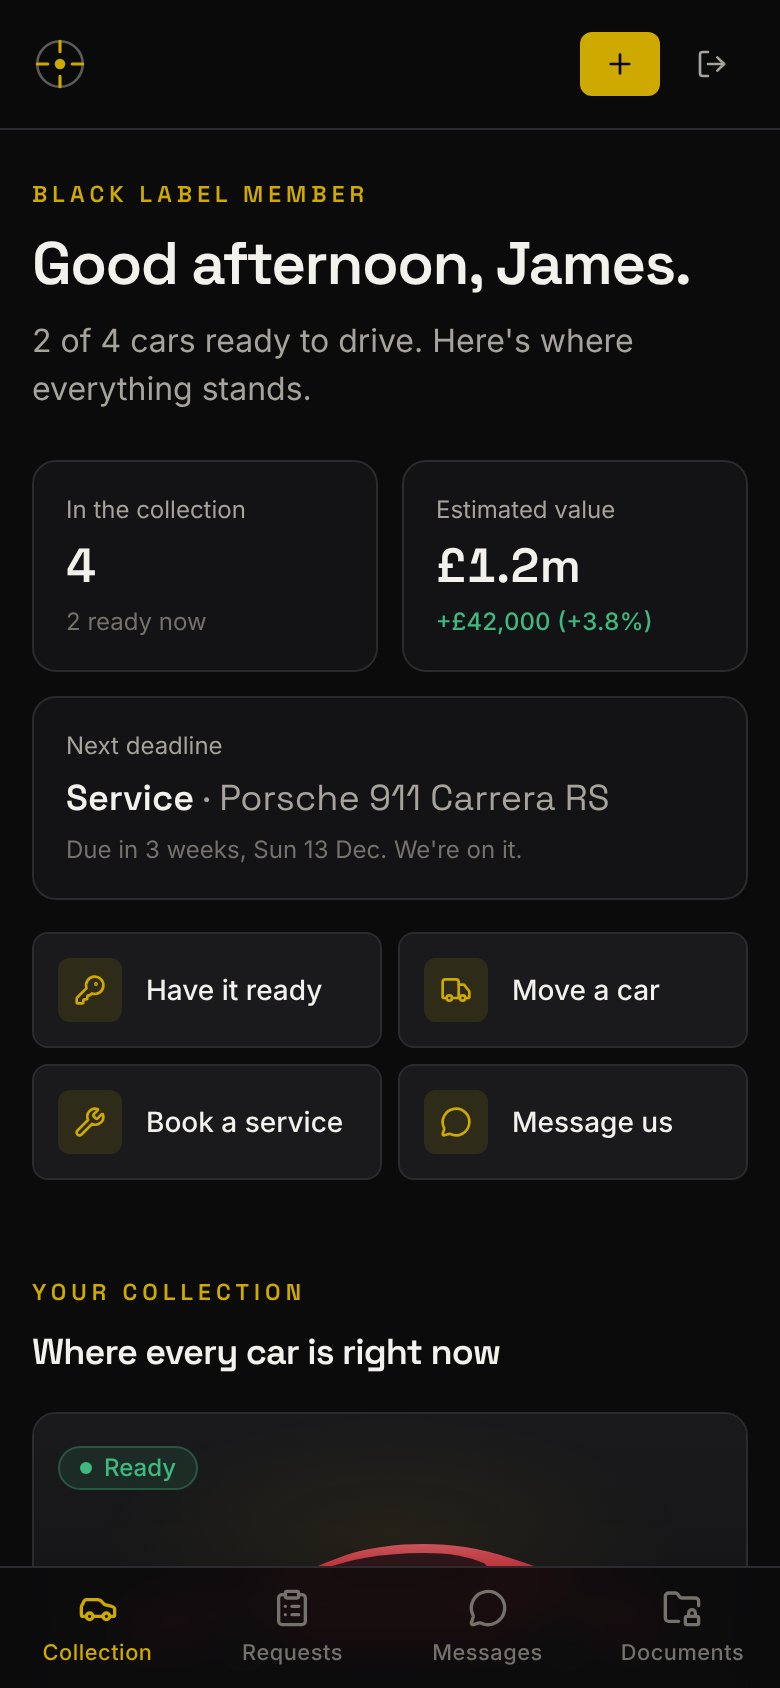 BLACK LABEL MEMBER
Good afternoon, James.
2 of 4 cars ready to drive. Here's where
everything stands.
In the collection
4
2 ready now
Estimated value
£1.2m
+£42,000 (+3.8%)
Next deadline
Service · Porsche 911 Carrera RS
Due in 3 weeks, Sun 13 Dec. We're on it.
Have it ready
Move a car
Book a service
Message us
YOUR COLLECTION
Where every car is right now
Ready
Collection
Requests
Messages
Documents